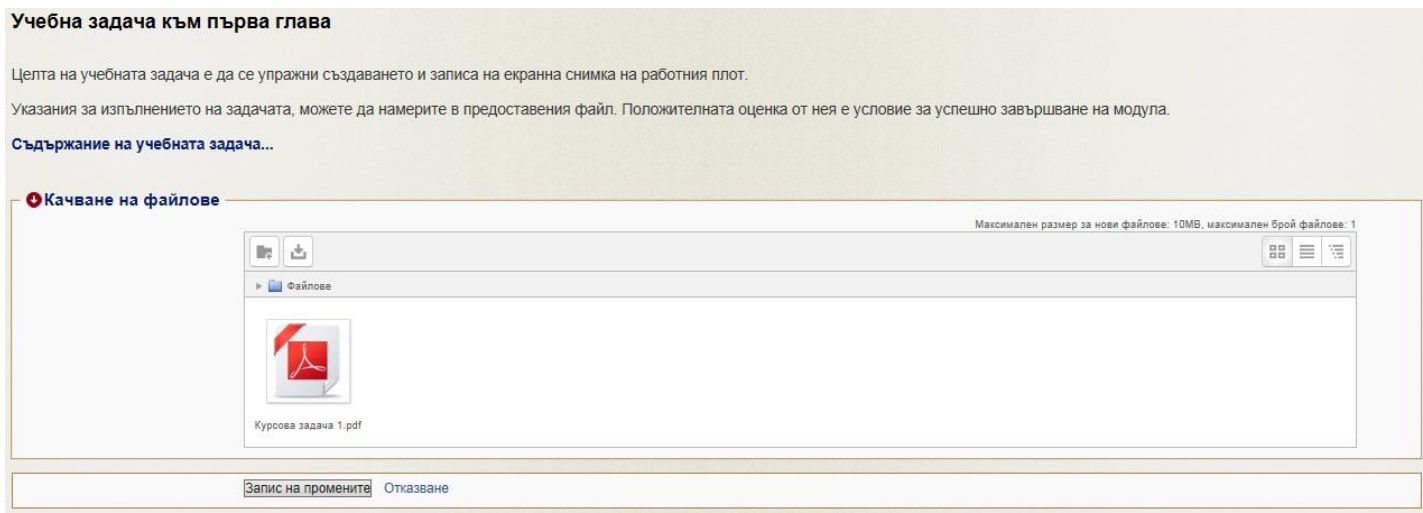 Учебна задача към първа глава
Целта на учебната задача е да се упражни създаването и записа на екранна снимка на работния плот.
Указания за изпълнението на задачата, можете да намерите в предоставения файл. Положителната оценка от нея е условие за успешно завършване на модула.
Съдържание на учебната задача...
Качване на файлове
Максимален размер за нови файлове: 10MB, максимален брой файлове: 1
Файлове
Курсова задача 1.pdf
Запис на промените Отказване